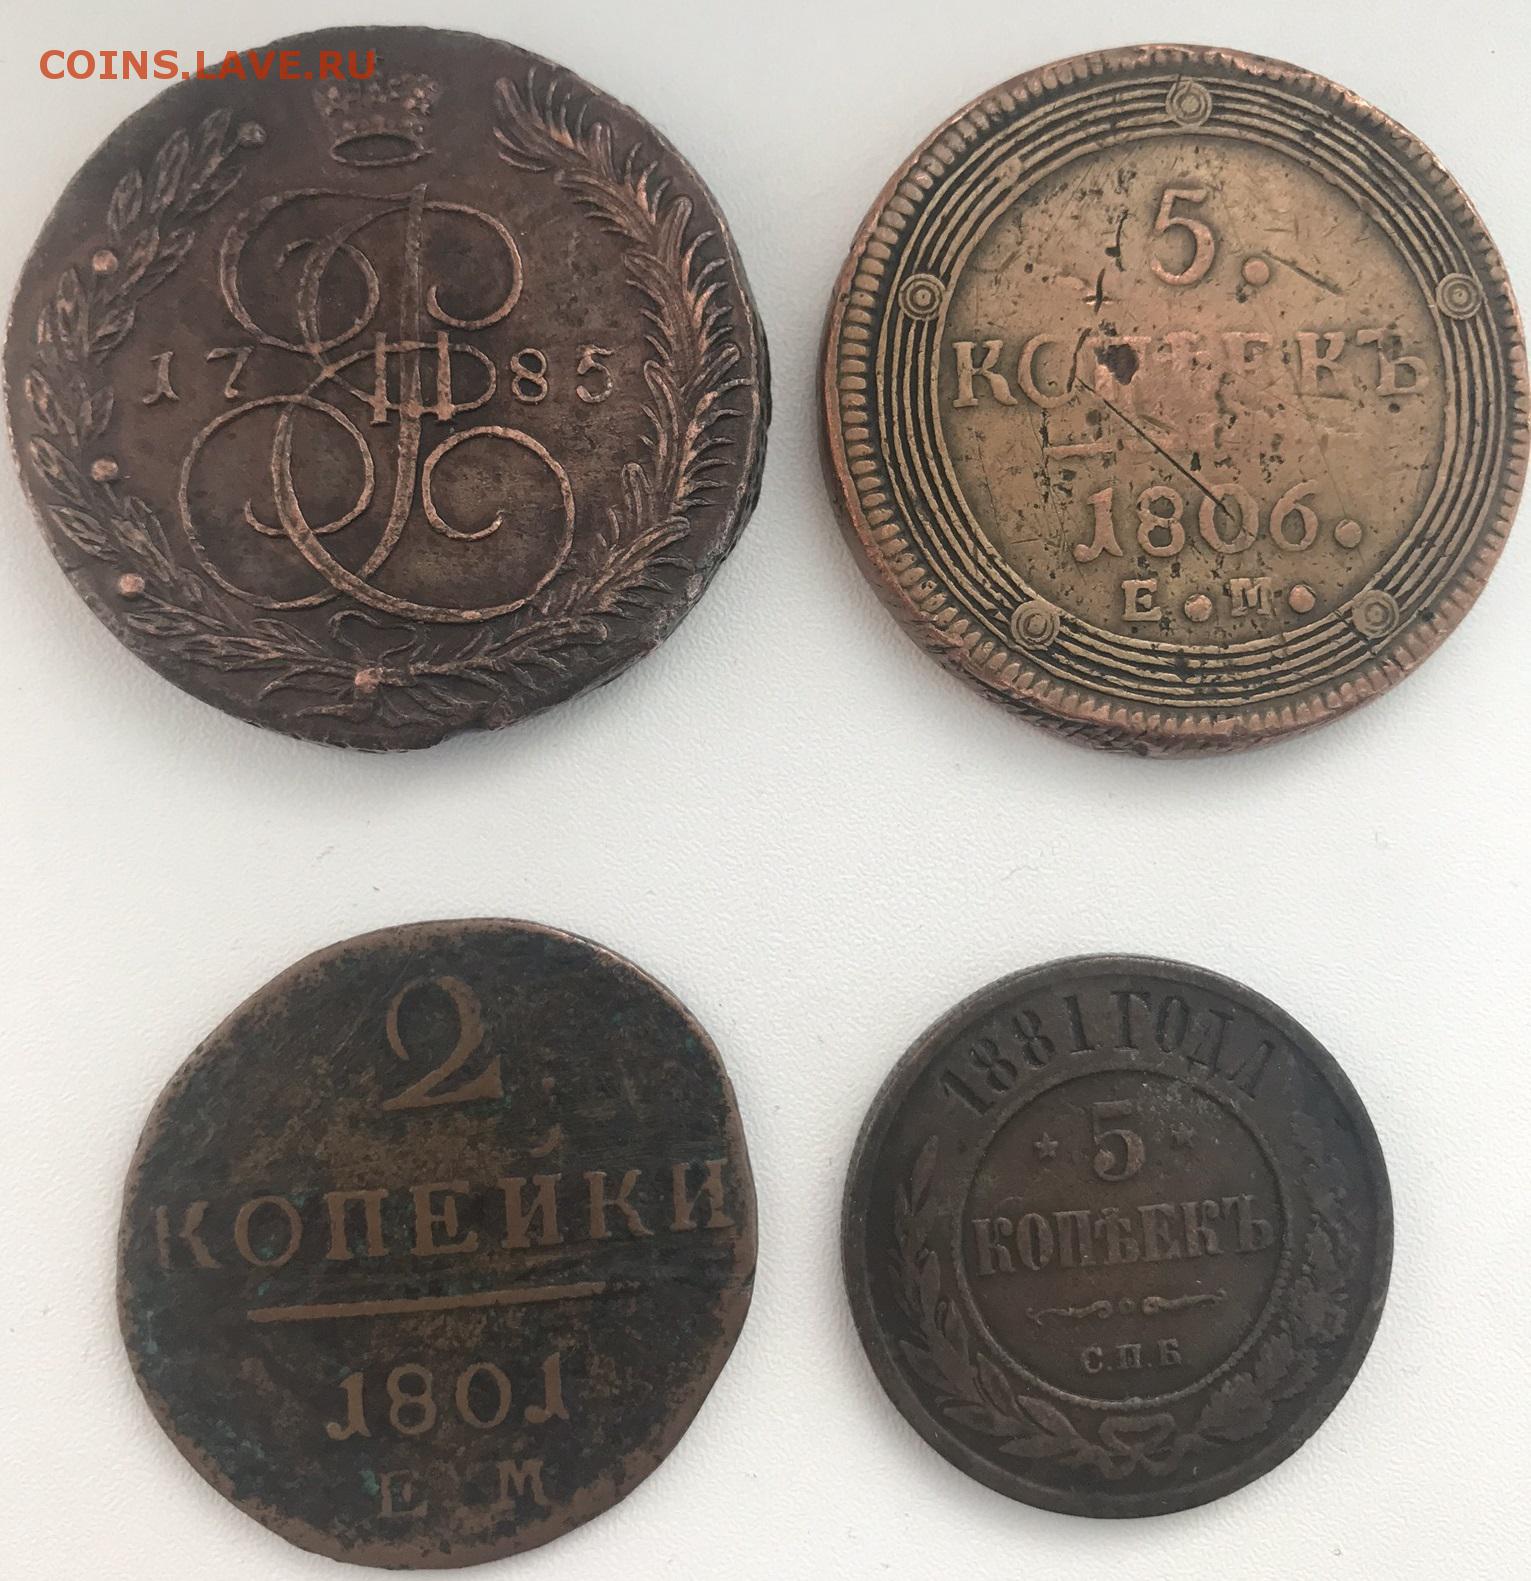 COINS.LAVE.RU
1785
5.
КОПѢЕКЪ
1806.
Е.М.
2
КОПЕЙКИ
1801
Е М
1881 ГОДА
5
КОПѢЕКЪ
С.П.Б